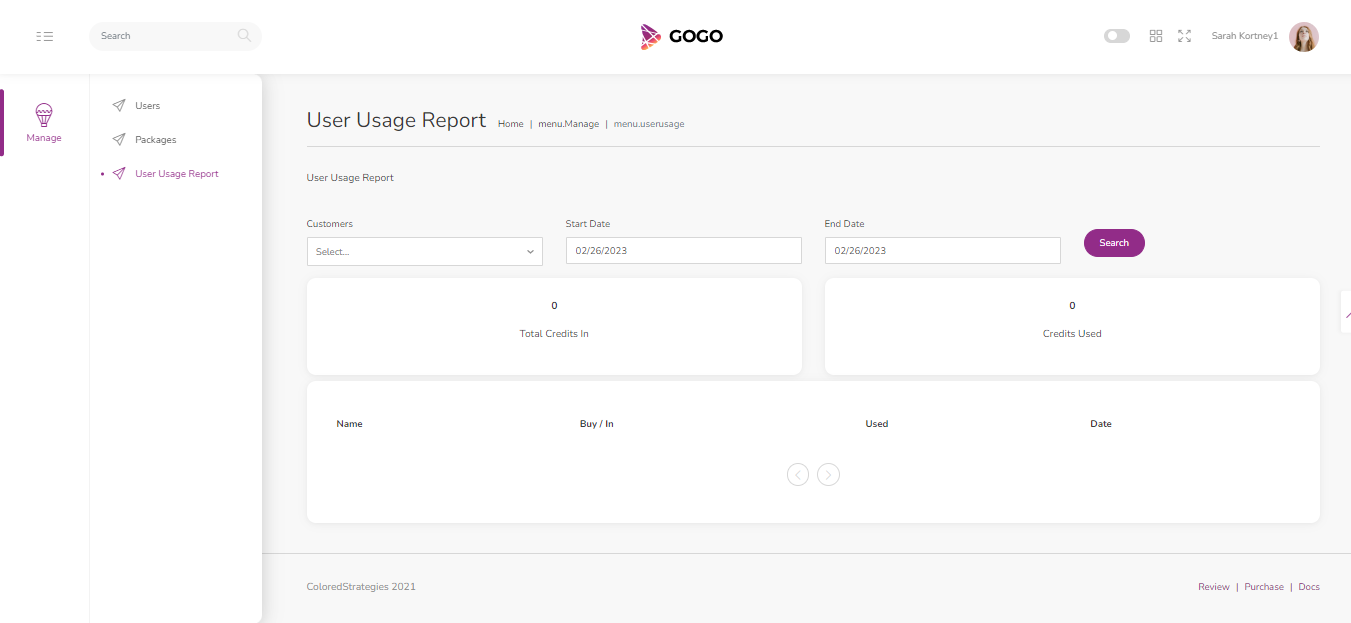 Search
GOGO
Sarah Kortney1
Manage
Users
Packages
User Usage Report
User Usage Report
Home | menu.Manage | menu.userusage
User Usage Report
Customers
Start Date
End Date
Select...
02/26/2023
02/26/2023
Search
0
Total Credits In
0
Credits Used
Name
Buy / In
Used
Date
ColoredStrategies 2021
Review | Purchase | Docs